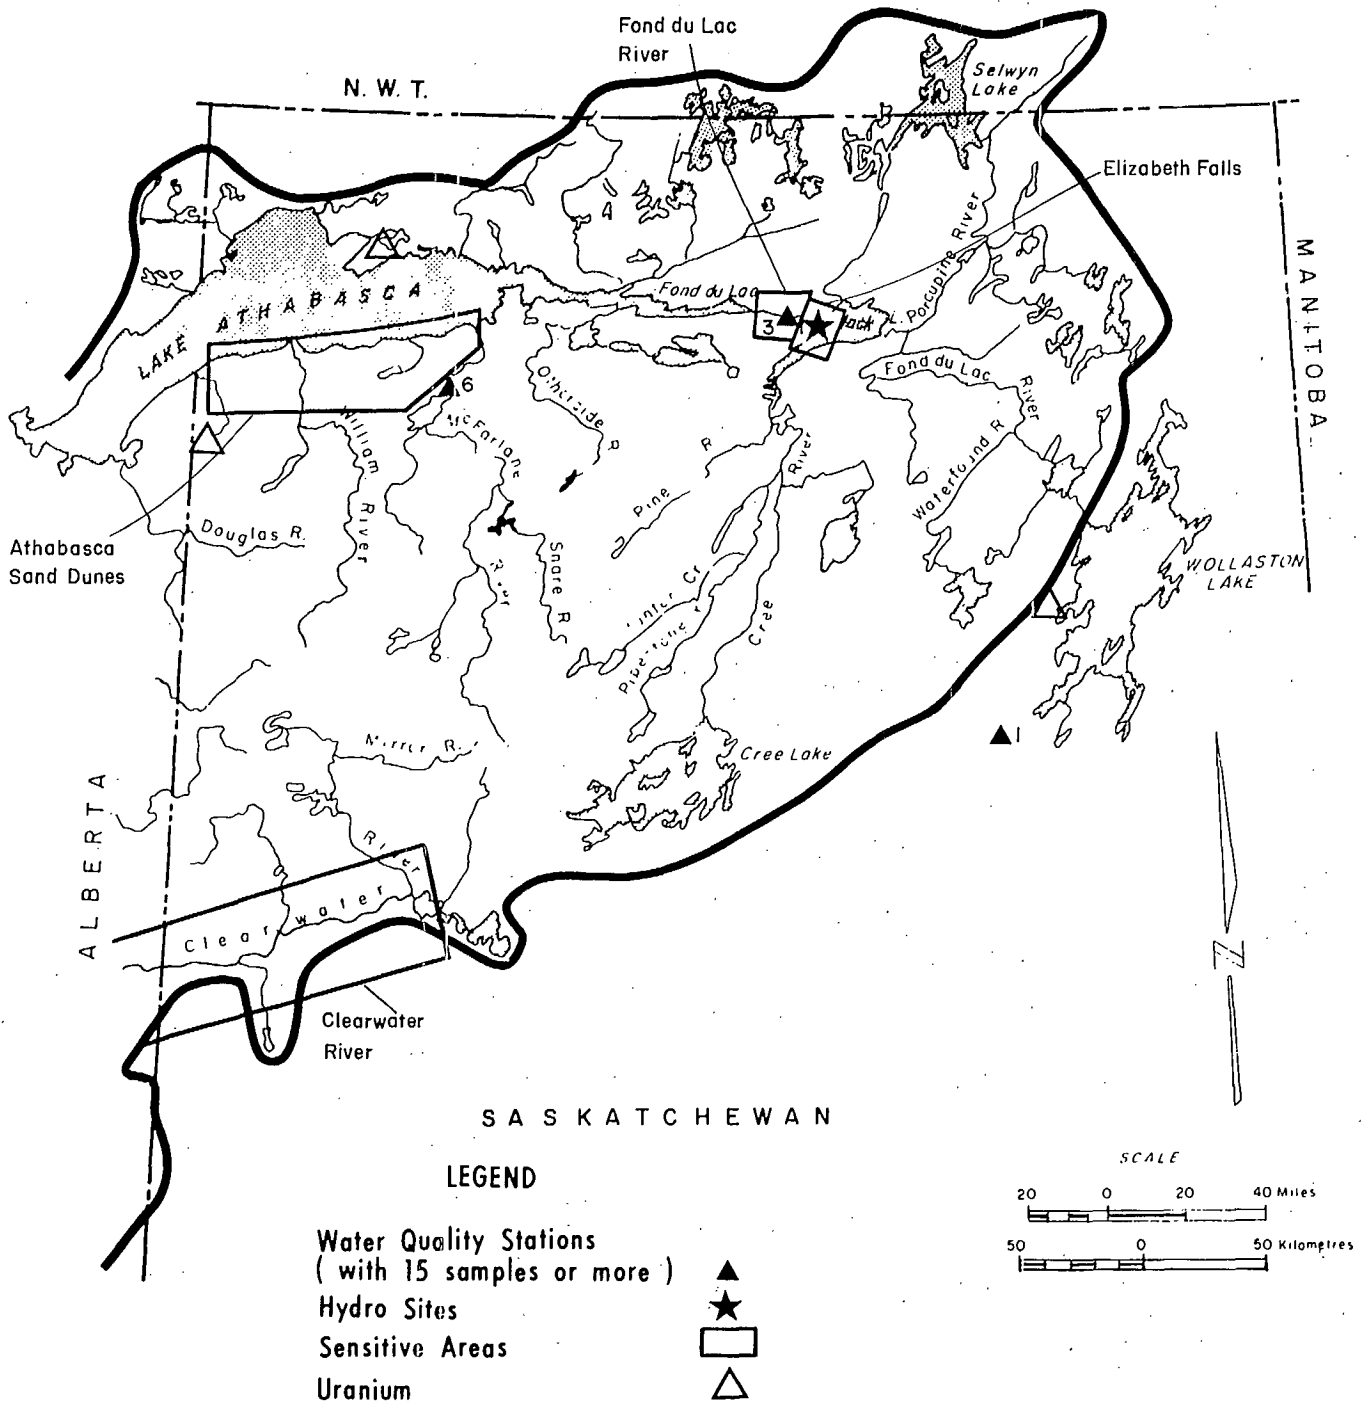 Fond du Lac
River
N. W. T.
Selwyn
Lake
Elizabeth Falls
MANITOBA
LAKE ATHABASCA
Fond du Lac
3
Black L.
Porcupine River
Fond du Lac River
6
Otherside R
McFarlane River
William River
Waterfound R
Pine R
River
Douglas R.
Athabasca
Sand Dunes
Snare R.
WOLLASTON
LAKE
Cree
1
Mirror R.
Cree Lake
ALBERTA
River
Clearwater
Clearwater
River
SASKATCHEWAN
N
LEGEND
SCALE
20 0 20 40 Miles
50 0 50 Kilometres
Water Quality Stations
( with 15 samples or more )
Hydro Sites
Sensitive Areas
Uranium